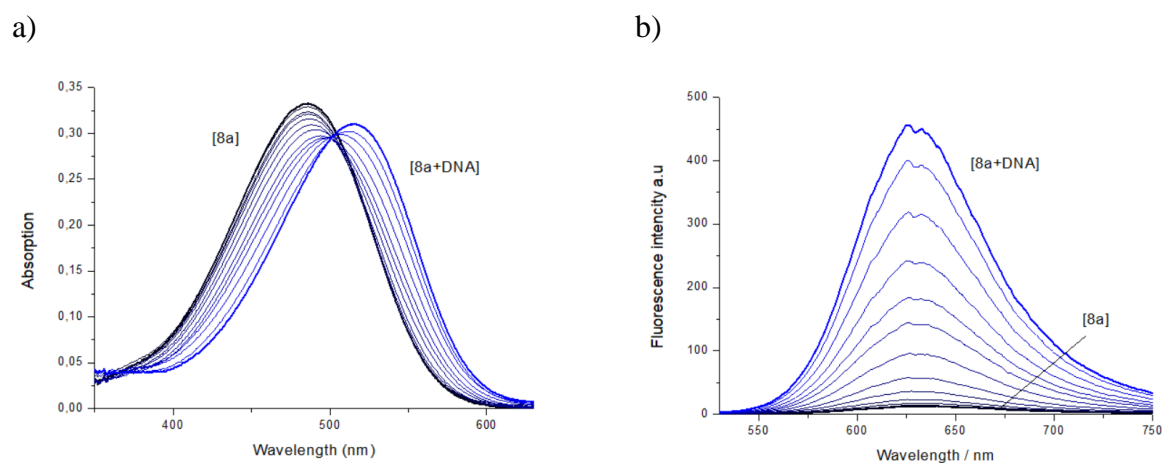 a)
b)
0,35
0,30
0,25
0,20
0,15
0,10
0,05
0,00
400
500
600
Absorption
Wavelength (nm)
[8a]
[8a+DNA]
500
400
300
200
100
0
550
600
650
700
750
Fluorescence intencity a.u
Wavelength / nm
[8a+DNA]
[8a]